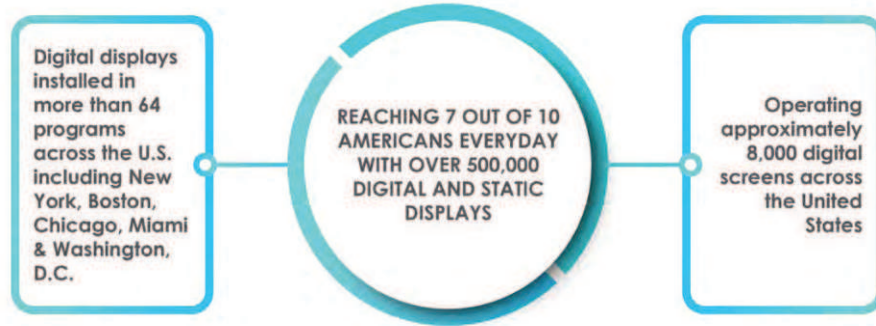 Digital displays
installed in
more than 64
programs
across the U.S.
including New
York, Boston,
Chicago, Miami
& Washington,
D.C.
REACHING 7 OUT OF 10
AMERICANS EVERYDAY
WITH OVER 500,000
DIGITAL AND STATIC
DISPLAYS
Operating
approximately
8,000 digital
screens across
the United
States